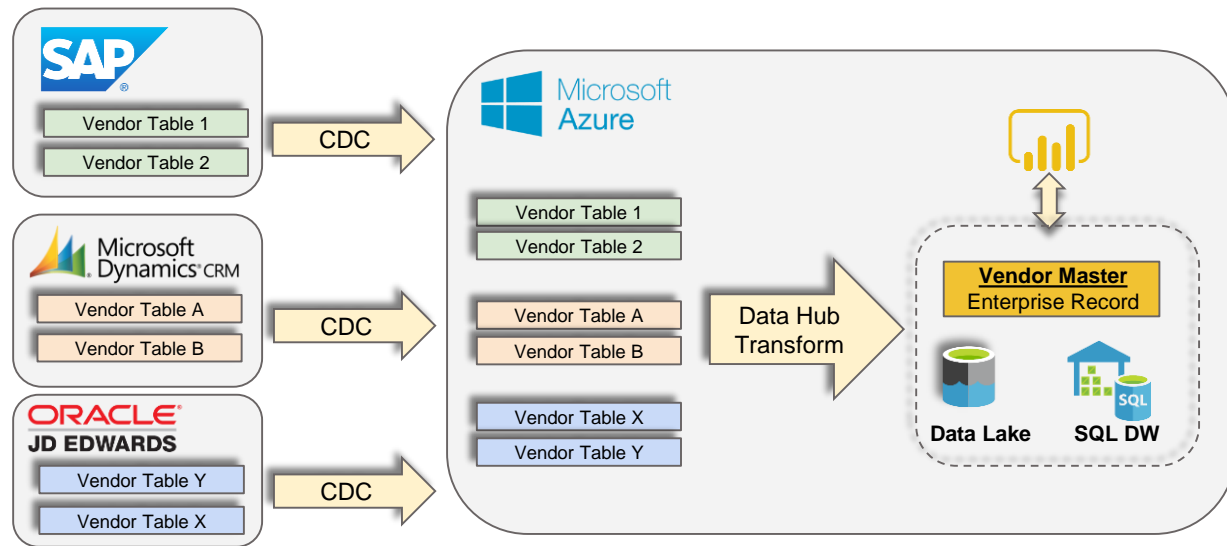 SAP
®
Vendor Table 1
Vendor Table 2
CDC
Microsoft
Dynamics® CRM
Vendor Table A
Vendor Table B
CDC
ORACLE®
JD EDWARDS
Vendor Table Y
Vendor Table X
CDC
Microsoft
Azure
Vendor Table 1
Vendor Table 2
Vendor Table A
Vendor Table B
Vendor Table X
Vendor Table Y
Data Hub
Transform
Vendor Master
Enterprise Record
SQL
Data Lake
SQL DW